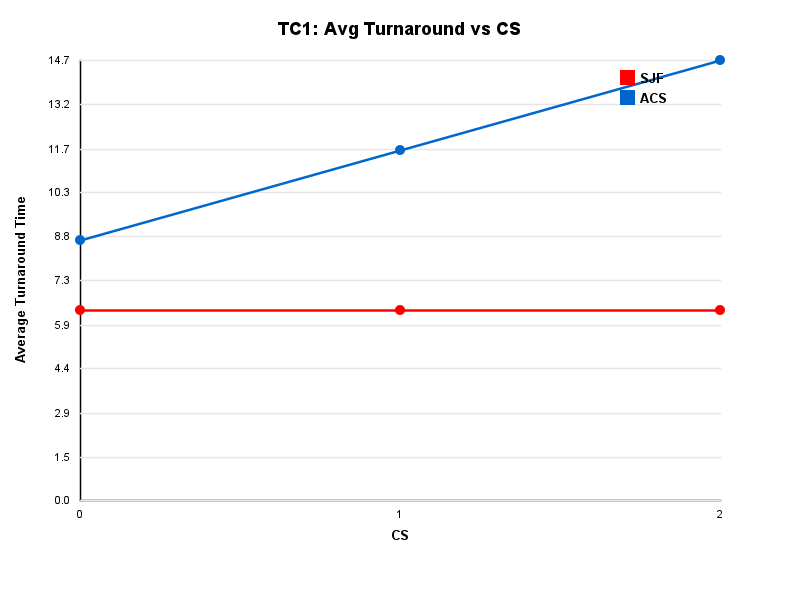 TC1: Avg Turnaround vs CS
SJF
ACS
14.7
13.2
11.7
10.3
8.8
7.3
5.9
4.4
2.9
1.5
0.0
Average Turnaround Time
0 1 2
CS